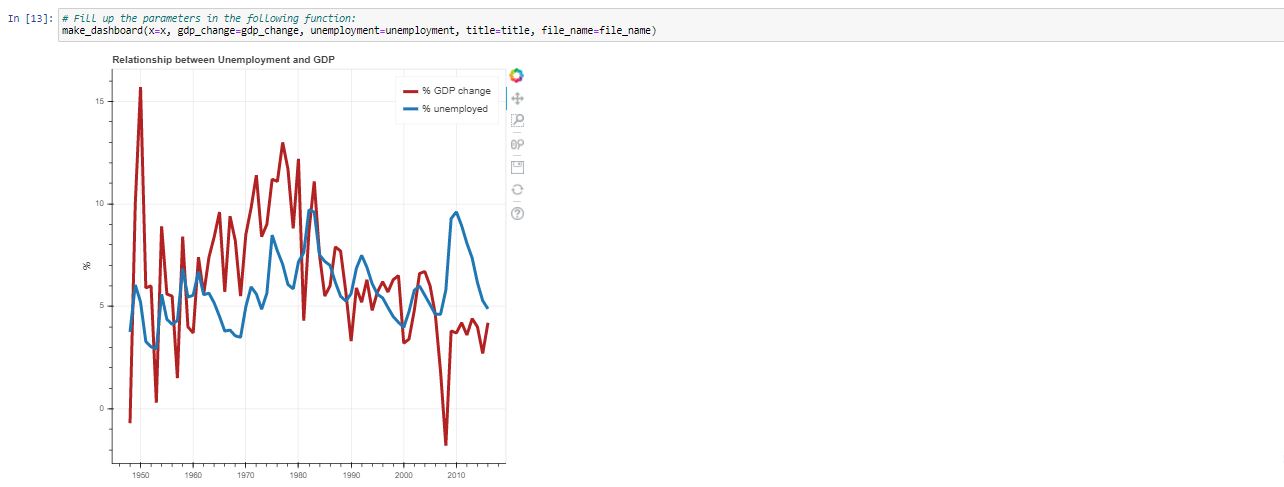 In [13]: # Fill up the parameters in the following function:
make_dashboard(x=x, gdp_change=gdp_change, unemployment=unemployment, title=title, file_name=file_name)
Relationship between Unemployment and GDP
% GDP change
% unemployed
15
10
5
0
%
1950 1960 1970 1980 1990 2000 2010